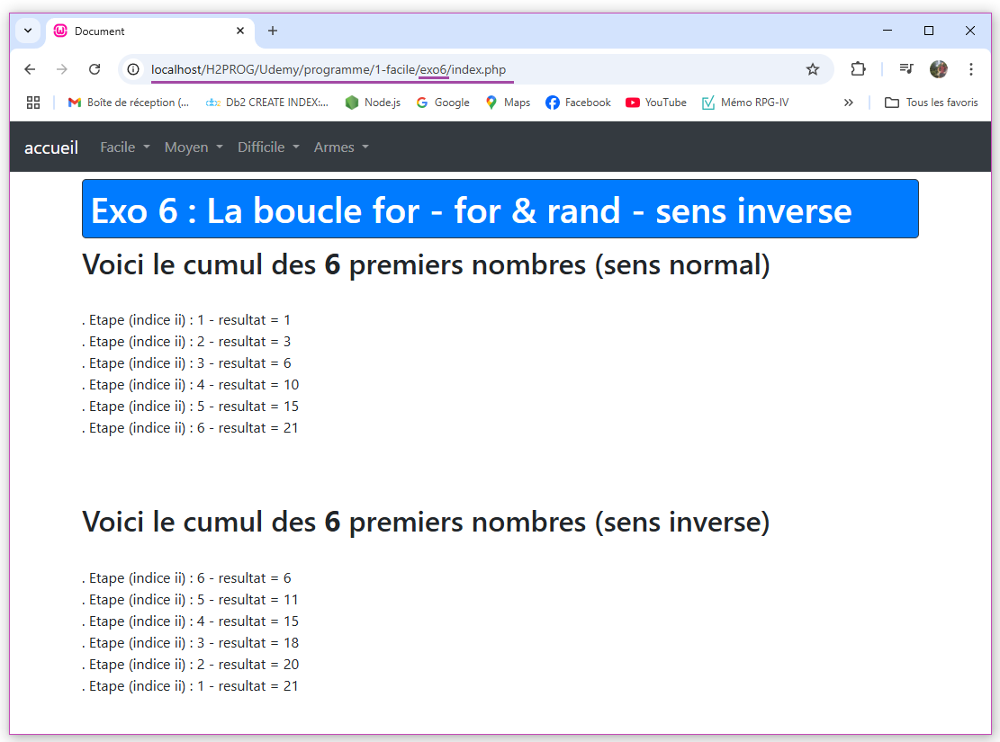 Document
localhost/H2PROG/Udemy/programme/1-facile/exo6/index.php
Boîte de réception (... Db2 CREATE INDEX:... Node.js Google Maps Facebook YouTube Mémo RPG-IV Tous les favoris
accueil Facile Moyen Difficile Armes
Exo 6 : La boucle for - for & rand - sens inverse
Voici le cumul des 6 premiers nombres (sens normal)
. Etape (indice ii) : 1 - resultat = 1
. Etape (indice ii) : 2 - resultat = 3
. Etape (indice ii) : 3 - resultat = 6
. Etape (indice ii) : 4 - resultat = 10
. Etape (indice ii) : 5 - resultat = 15
. Etape (indice ii) : 6 - resultat = 21
Voici le cumul des 6 premiers nombres (sens inverse)
. Etape (indice ii) : 6 - resultat = 6
. Etape (indice ii) : 5 - resultat = 11
. Etape (indice ii) : 4 - resultat = 15
. Etape (indice ii) : 3 - resultat = 18
. Etape (indice ii) : 2 - resultat = 20
. Etape (indice ii) : 1 - resultat = 21